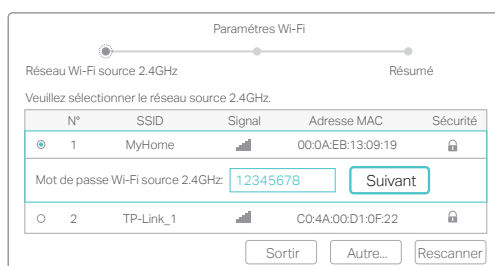 Paramétres Wi-Fi
Réseau Wi-Fi source 2.4GHz Résumé
Veuillez sélectionner le réseau source 2.4GHz.
N° SSID Signal Adresse MAC Sécurité
1 MyHome 00:0A:EB:13:09:19
Mot de passe Wi-Fi source 2.4GHz: 12345678 Suivant
2 TP-Link_1 C0:4A:00:D1:0F:22
Sortir Autre... Rescanner